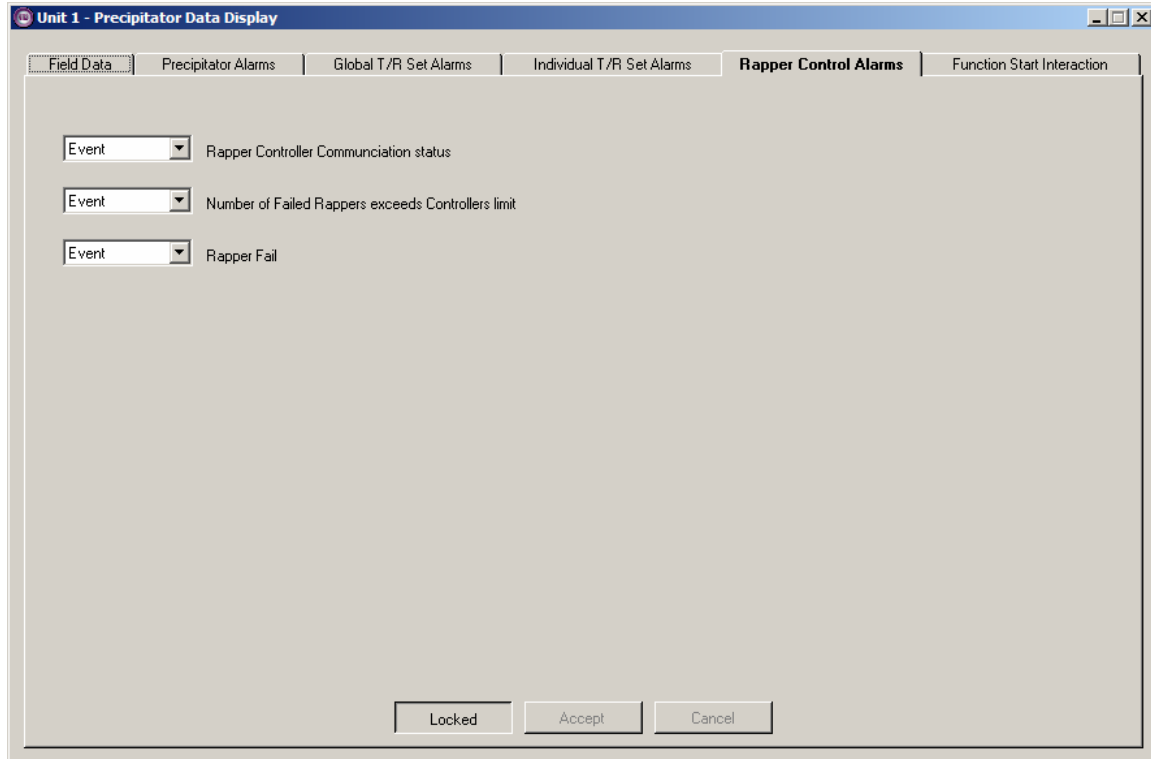 Unit 1 - Precipitator Data Display
Field Data Precipitator Alarms Global T/R Set Alarms Individual T/R Set Alarms Rapper Control Alarms Function Start Interaction
Event Rapper Controller Communciation status
Event Number of Failed Rappers exceeds Controllers limit
Event Rapper Fail
Locked Accept Cancel